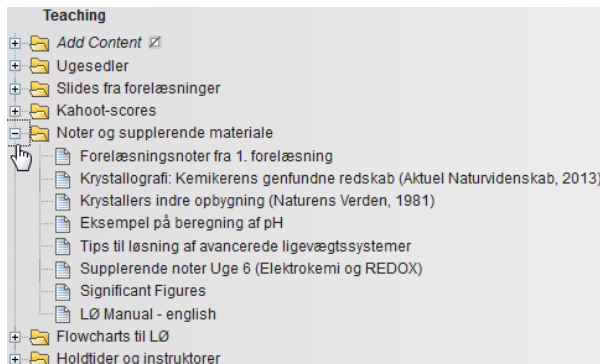 Teaching
Add Content
Ugesedler
Slides fra forelæsninger
Kahoot-scores
Noter og supplerende materiale
Forelæsningsnoter fra 1. forelæsning
Krystallografi: Kemikerens genfundne redskab (Aktuel Naturvidenskab, 2013)
Krystallers indre opbygning (Naturens Verden, 1981)
Eksempel på beregning af pH
Tips til løsning af avancerede ligevægtssystemer
Supplerende noter Uge 6 (Elektrokemi og REDOX)
Significant Figures
LØ Manual - english
Flowcharts til LØ
Holdtider og instruktorer